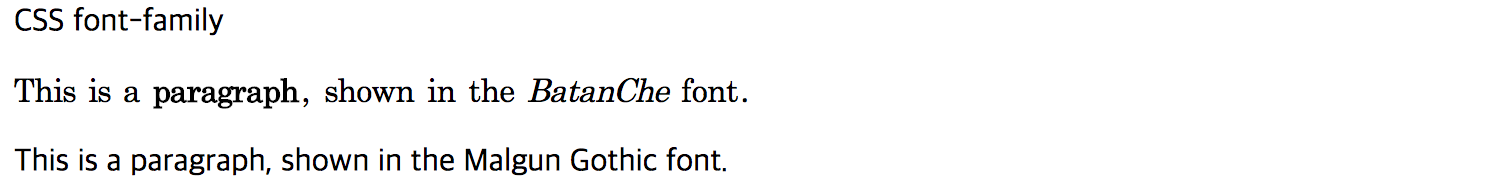 CSS font-family
This is a paragraph, shown in the BatanChe font.
This is a paragraph, shown in the Malgun Gothic font.